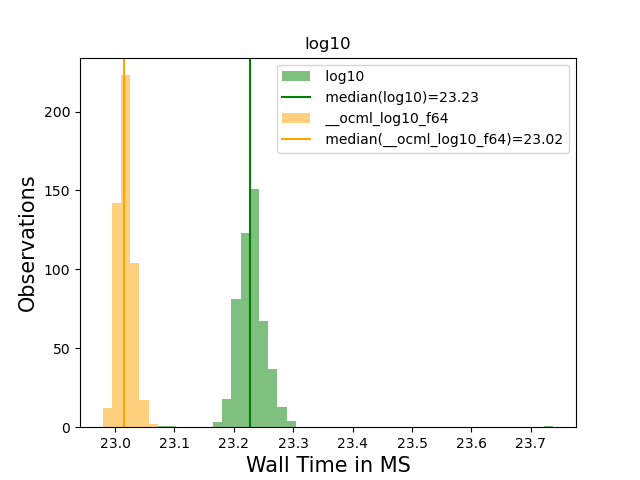 log10
log10
median(log10)=23.23
__ocml_log10_f64
median(__ocml_log10_f64)=23.02
Observations
200
150
100
50
0
23.0 23.1 23.2 23.3 23.4 23.5 23.6 23.7
Wall Time in MS